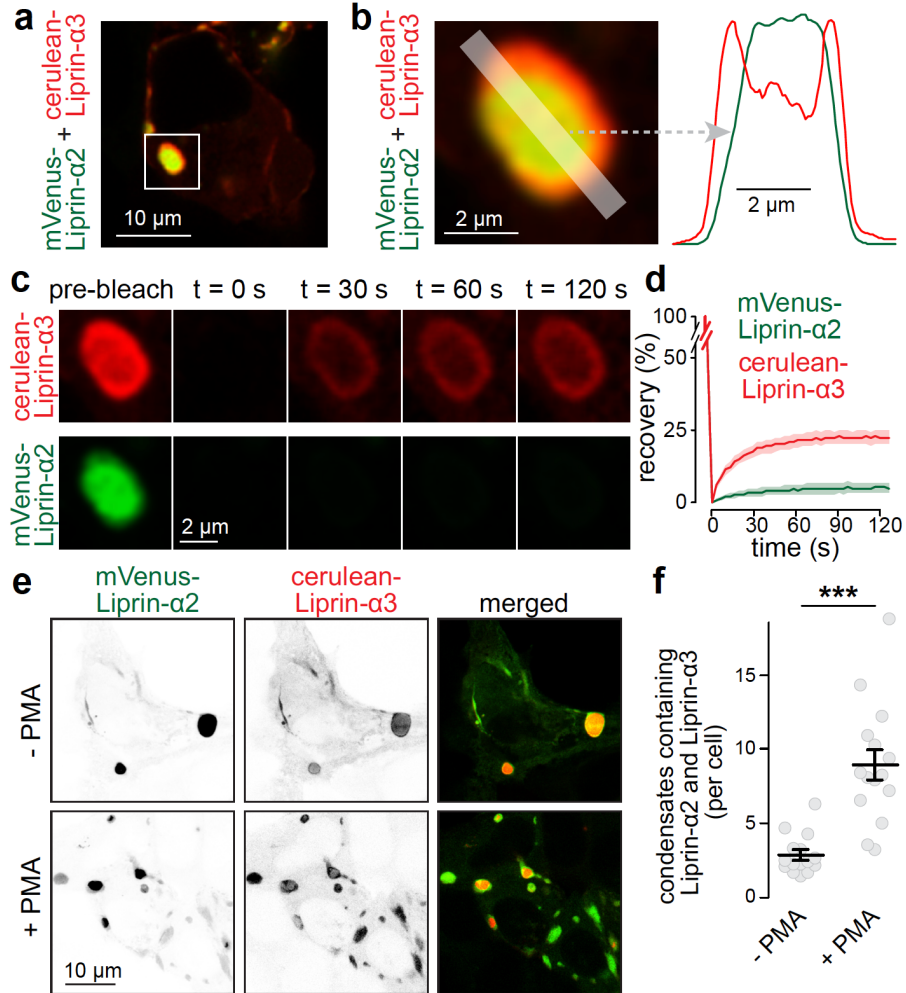 a
mVenus-
Liprin-α2 + cerulean-
Liprin-α3
10 µm
b
mVenus-
Liprin-α2 + cerulean-
Liprin-α3
2 µm
2 µm
c
pre-bleach t = 0 s t = 30 s t = 60 s t = 120 s
cerulean-
Liprin-α3
mVenus-
Liprin-α2
2 µm
d
mVenus-
Liprin-α2
cerulean-
Liprin-α3
recovery (%)
100
50
25
0
0 30 60 90 120
time (s)
e
mVenus-
Liprin-α2
cerulean-
Liprin-α3
merged
- PMA
+ PMA
10 µm
f
***
condensates containing
Liprin-α2 and Liprin-α3
(per cell)
15
10
5
0
- PMA
+ PMA